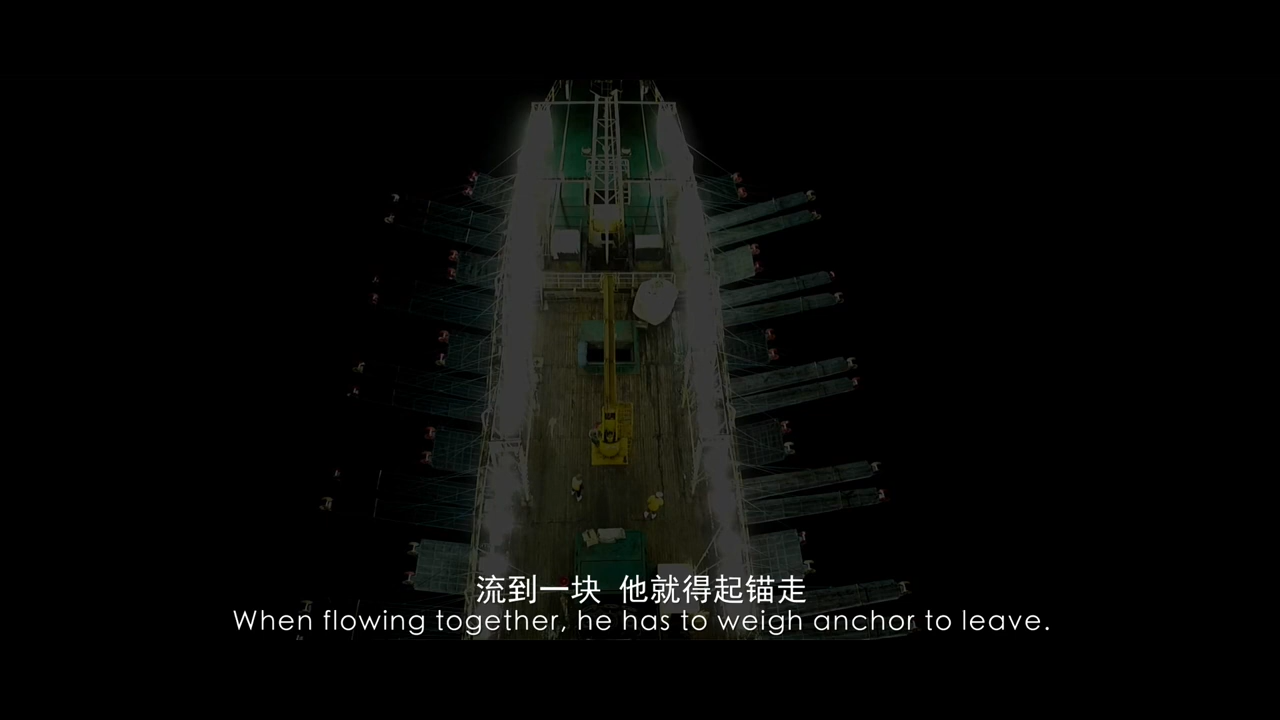 流到一块 他就得起锚走
When flowing together, he has to weigh anchor to leave.